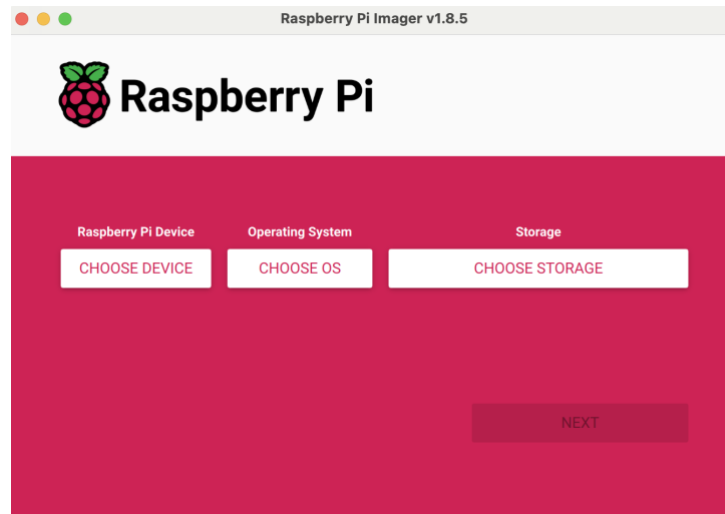 Raspberry Pi Imager v1.8.5
Raspberry Pi
Raspberry Pi Device Operating System Storage
CHOOSE DEVICE CHOOSE OS CHOOSE STORAGE
NEXT